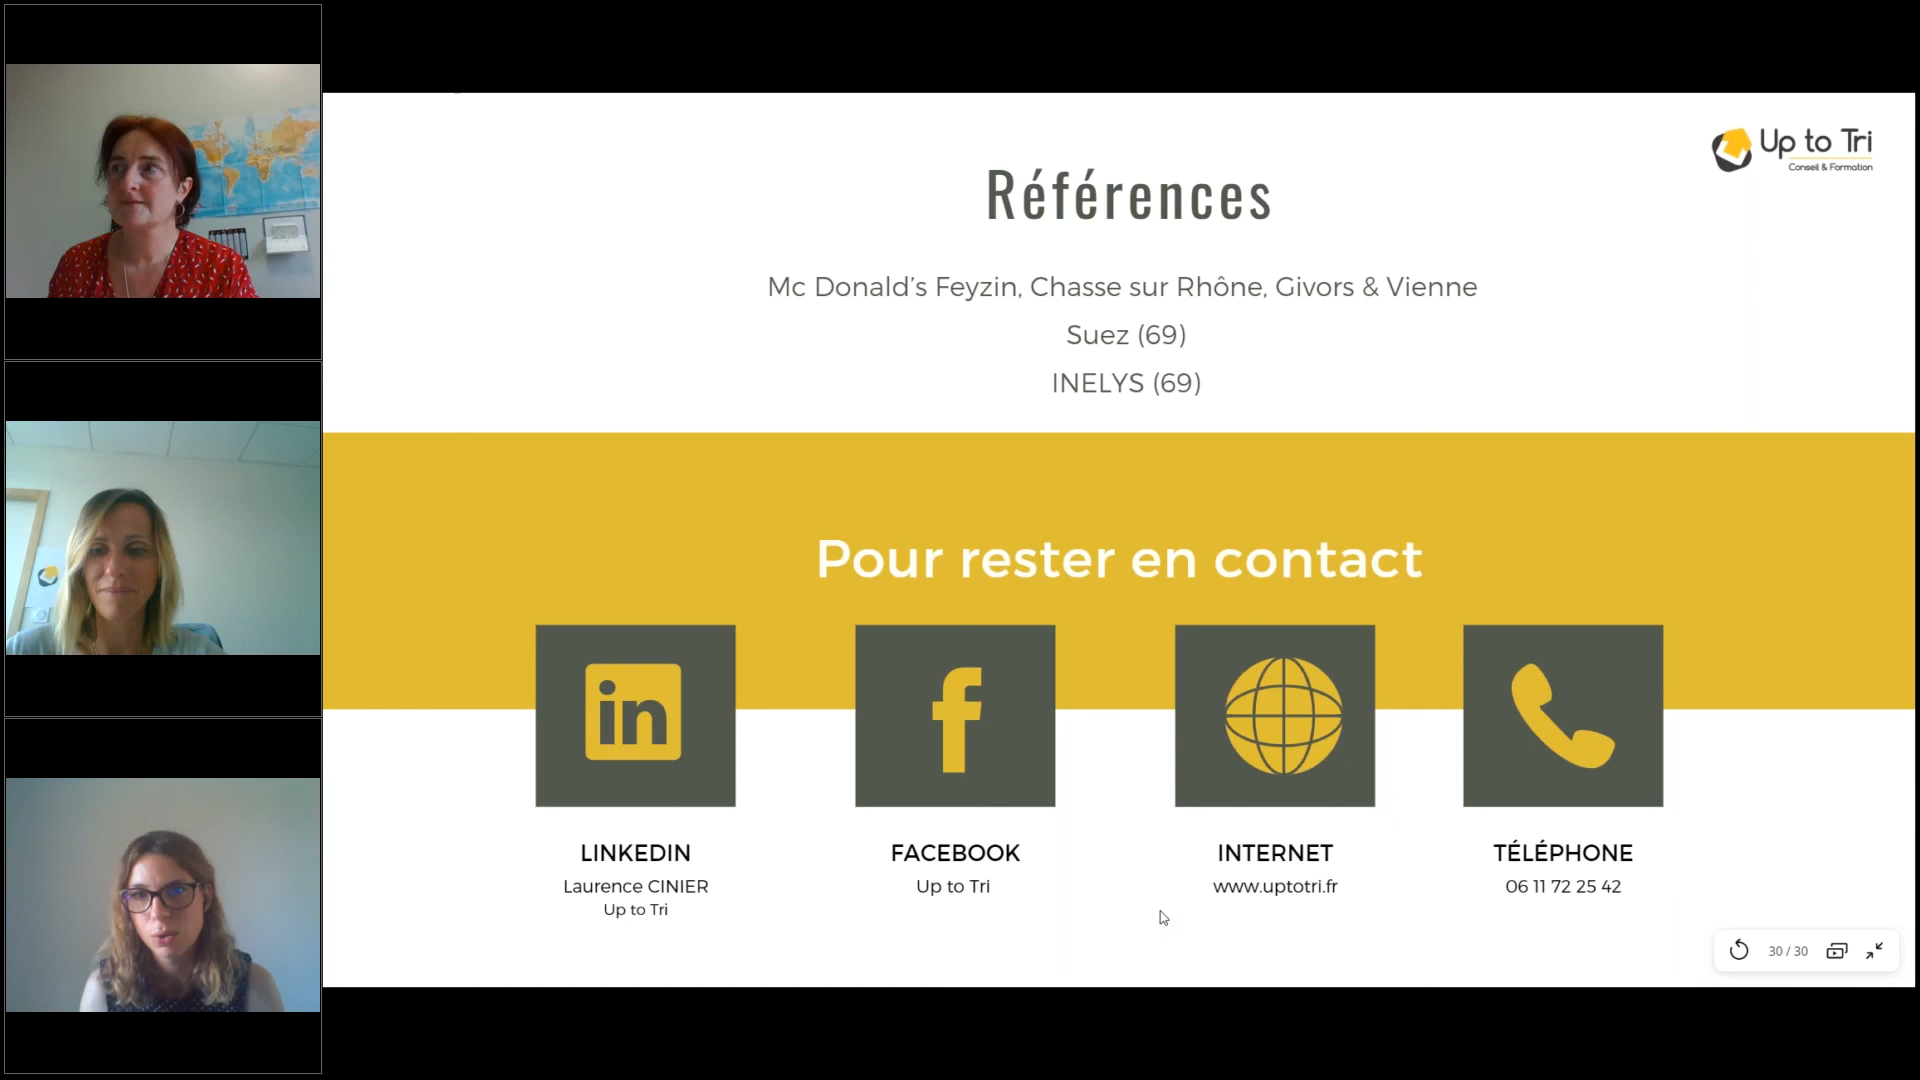 Up to Tri
Conseil & Formation
Références
Mc Donald’s Feyzin, Chasse sur Rhône, Givors & Vienne
Suez (69)
INELYS (69)
Pour rester en contact
in
f
LINKEDIN
Laurence CINIER
Up to Tri
FACEBOOK
Up to Tri
INTERNET
www.uptotri.fr
TÉLÉPHONE
06 11 72 25 42
30 / 30